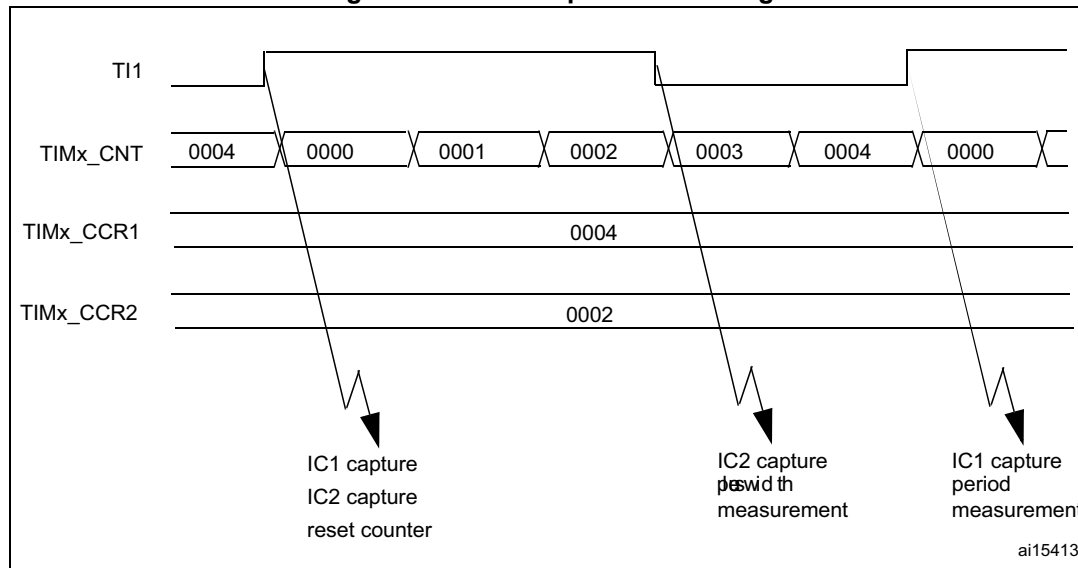 TI1
TIMx_CNT 0004 0000 0001 0002 0003 0004 0000
TIMx_CCR1 0004
TIMx_CCR2 0002
IC1 capture
IC2 capture
reset counter
IC2 capture
measurement
IC1 capture
period
measurement
ai15413